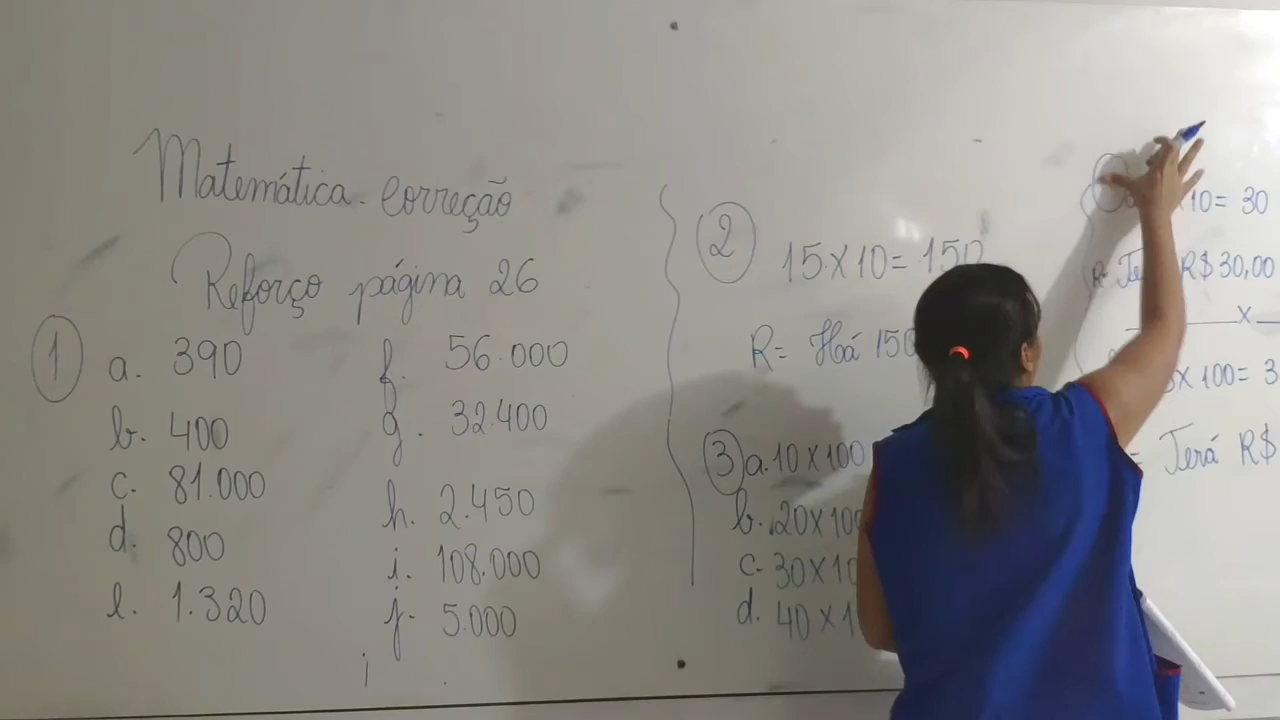 Matemática. Correção
Reforço página 26
1
a. 390
b. 400
c. 81.000
d. 800
e. 1.320
f. 56.000
g. 32.400
h. 2.450
i. 108.000
j. 5.000
2
15 X 10 = 150
R = Há 150
3 a. 10 X 100
b. 20 X 100
c. 30 X 10
d. 40 X 1
X 10 = 30
R$ 30,00
X
X 100 = 3
= Terá R$